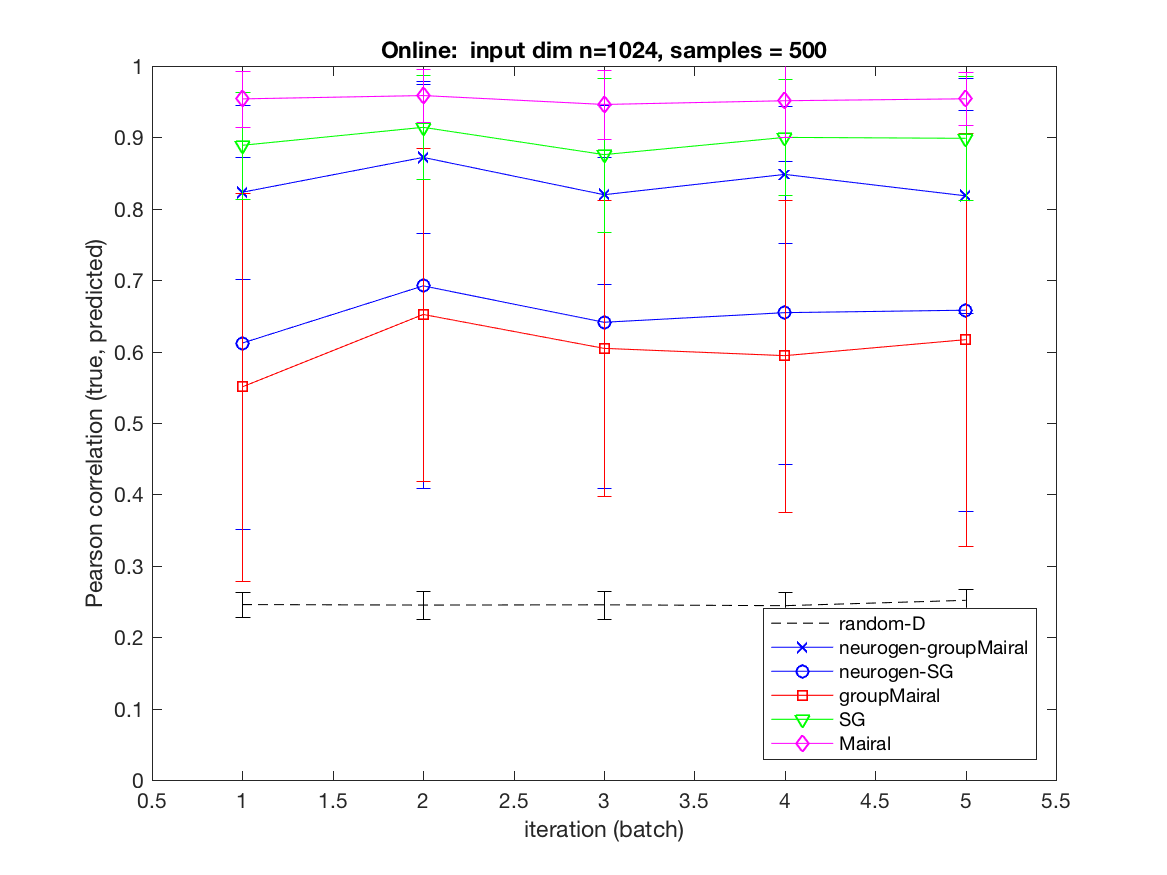 Online:  input dim n=1024, samples = 500
Pearson correlation (true, predicted)
1
0.9
0.8
0.7
0.6
0.5
0.4
0.3
0.2
0.1
0
random-D
neurogen-groupMairal
neurogen-SG
groupMairal
SG
Mairal
0.5 1 1.5 2 2.5 3 3.5 4 4.5 5 5.5
iteration (batch)